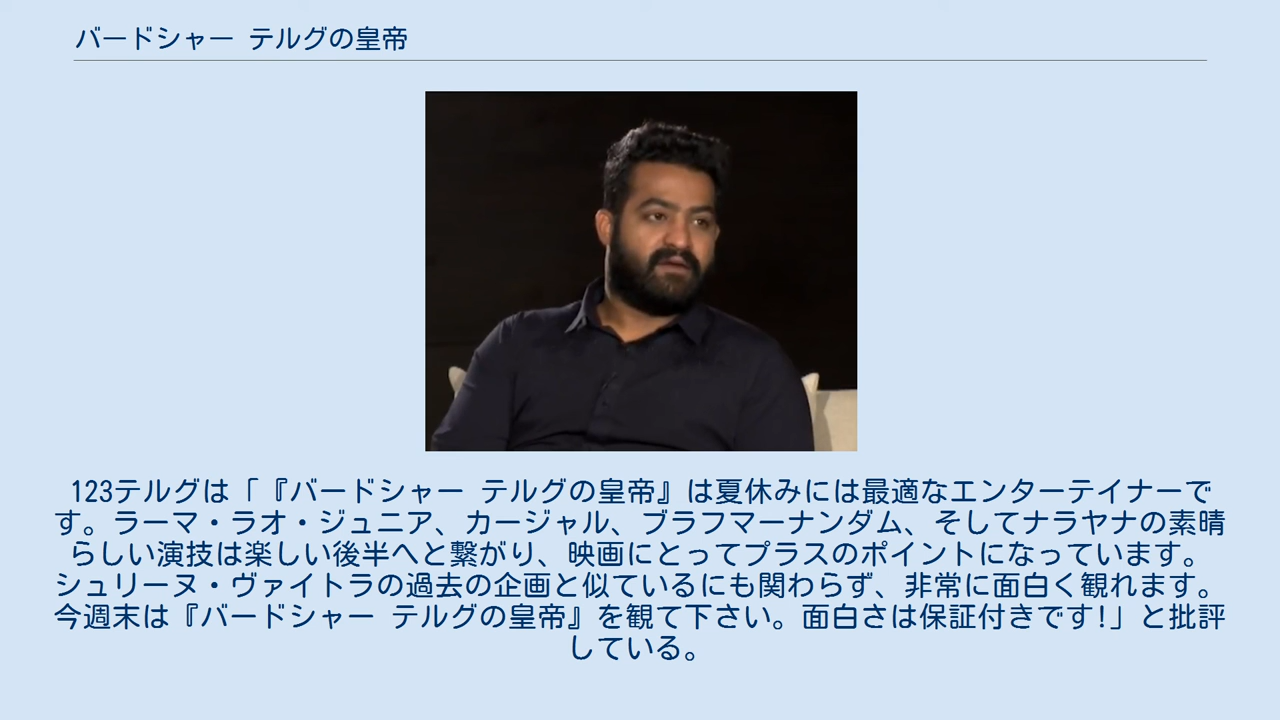 バードシャー テルグの皇帝
123テルグは「『バードシャー テルグの皇帝』は夏休みには最適なエンターテイナーで
す。ラーマ・ラオ・ジュニア、カージャル、ブラフマーナンダム、そしてナラヤナの素晴
らしい演技は楽しい後半へと繋がり、映画にとってプラスのポイントになっています。
シュリーヌ・ヴァイトラの過去の企画と似ているにも関わらず、非常に面白く観れます。
今週末は『バードシャー テルグの皇帝』を観て下さい。面白さは保証付きです!」と批評
している。